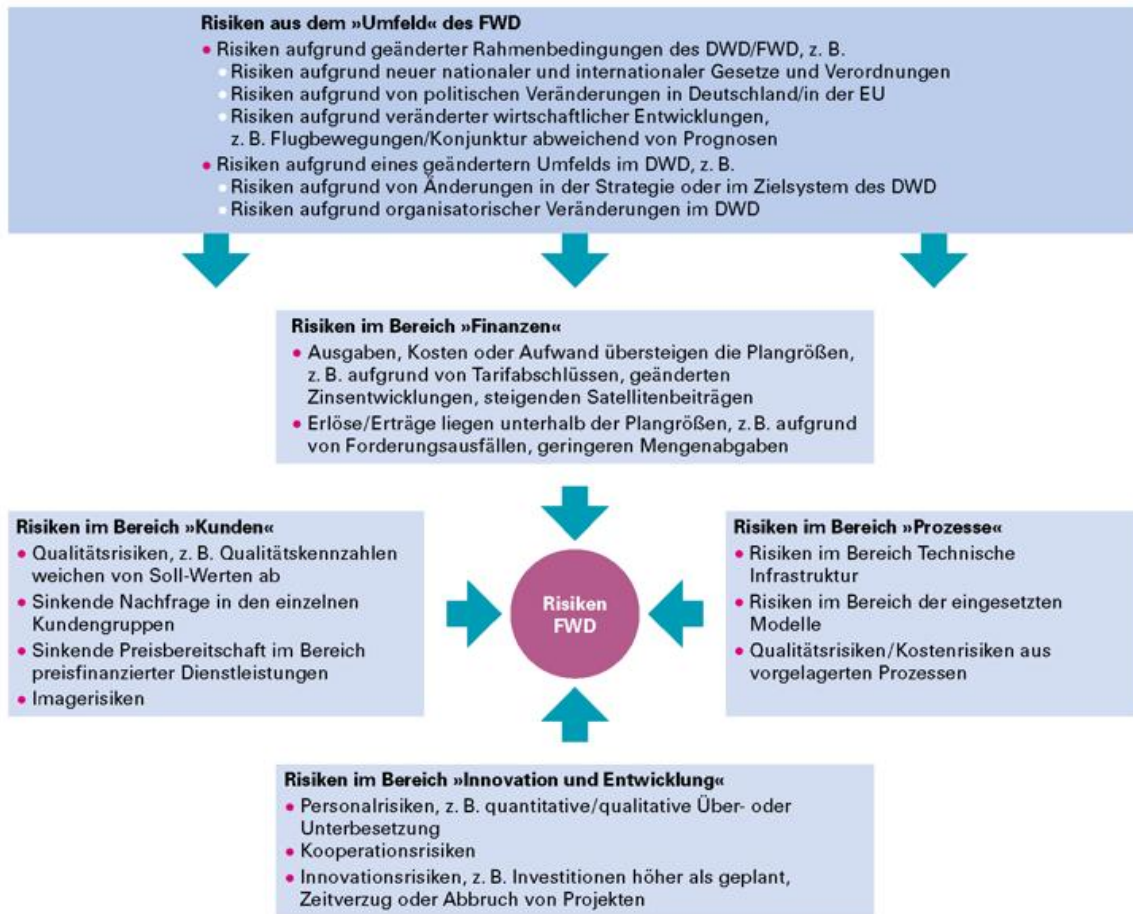 Risiken aus dem »Umfeld« des FWD
• Risiken aufgrund geänderter Rahmenbedingungen des DWD/FWD, z. B.
• Risiken aufgrund neuer nationaler und internationaler Gesetze und Verordnungen
• Risiken aufgrund von politischen Veränderungen in Deutschland/in der EU
• Risiken aufgrund veränderter wirtschaftlicher Entwicklungen,
z. B. Flugbewegungen/Konjunktur abweichend von Prognosen
• Risiken aufgrund eines geändertern Umfelds im DWD, z. B.
• Risiken aufgrund von Änderungen in der Strategie oder im Zielsystem des DWD
• Risiken aufgrund organisatorischer Veränderungen im DWD
Risiken im Bereich »Finanzen«
• Ausgaben, Kosten oder Aufwand übersteigen die Plangrößen,
z. B. aufgrund von Tarifabschlüssen, geänderten
Zinsentwicklungen, steigenden Satellitenbeiträgen
• Erlöse/Erträge liegen unterhalb der Plangrößen, z. B. aufgrund
von Forderungsausfällen, geringeren Mengenabgaben
Risiken im Bereich »Kunden«
• Qualitätsrisiken, z. B. Qualitätskennzahlen
weichen von Soll-Werten ab
• Sinkende Nachfrage in den einzelnen
Kundengruppen
• Sinkende Preisbereitschaft im Bereich
preisfinanzierter Dienstleistungen
• Imagerisiken
Risiken
FWD
Risiken im Bereich »Prozesse«
• Risiken im Bereich Technische
Infrastruktur
• Risiken im Bereich der eingesetzten
Modelle
• Qualitätsrisiken/Kostenrisiken aus
vorgelagerten Prozessen
Risiken im Bereich »Innovation und Entwicklung«
• Personalrisiken, z. B. quantitative/qualitative Über- oder
Unterbesetzung
• Kooperationsrisiken
• Innovationsrisiken, z. B. Investitionen höher als geplant,
Zeitverzug oder Abbruch von Projekten